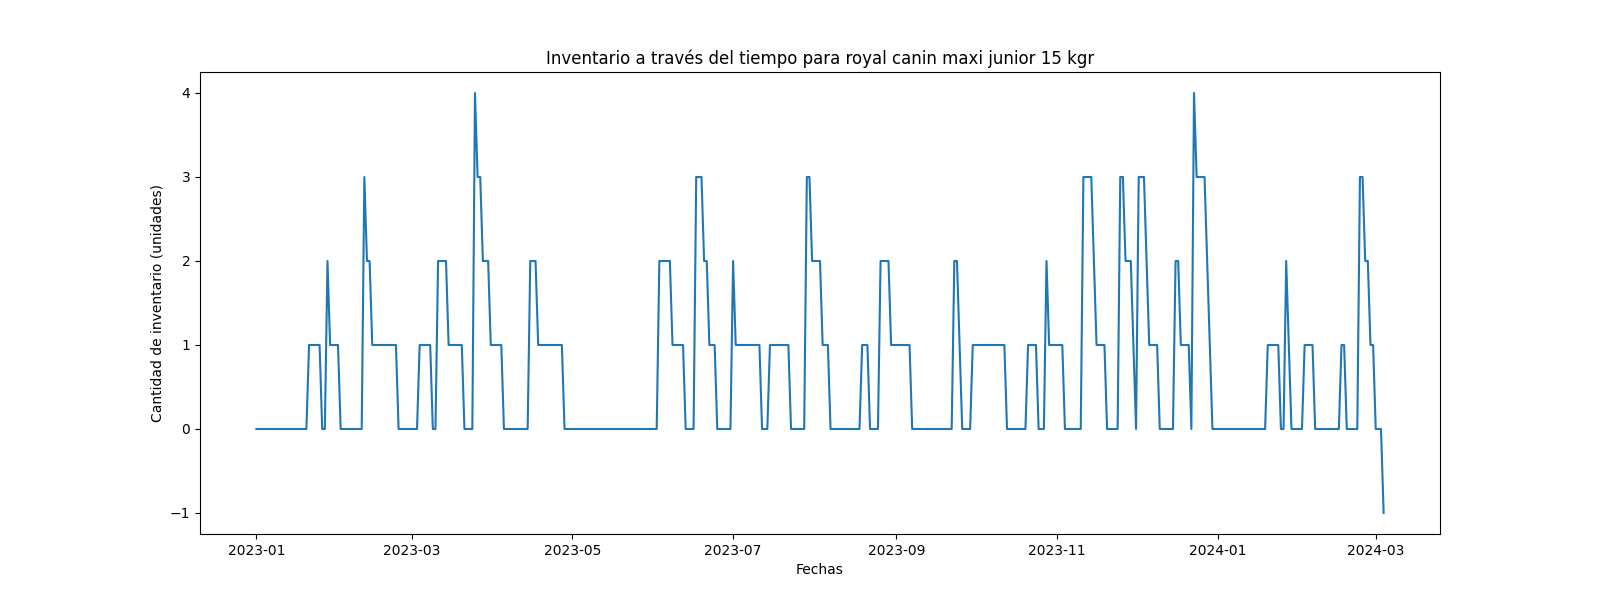 Inventario a través del tiempo para royal canin maxi junior 15 kgr
Cantidad de inventario (unidades)
4
3
2
1
0
−1
2023-01 2023-03 2023-05 2023-07 2023-09 2023-11 2024-01 2024-03
Fechas